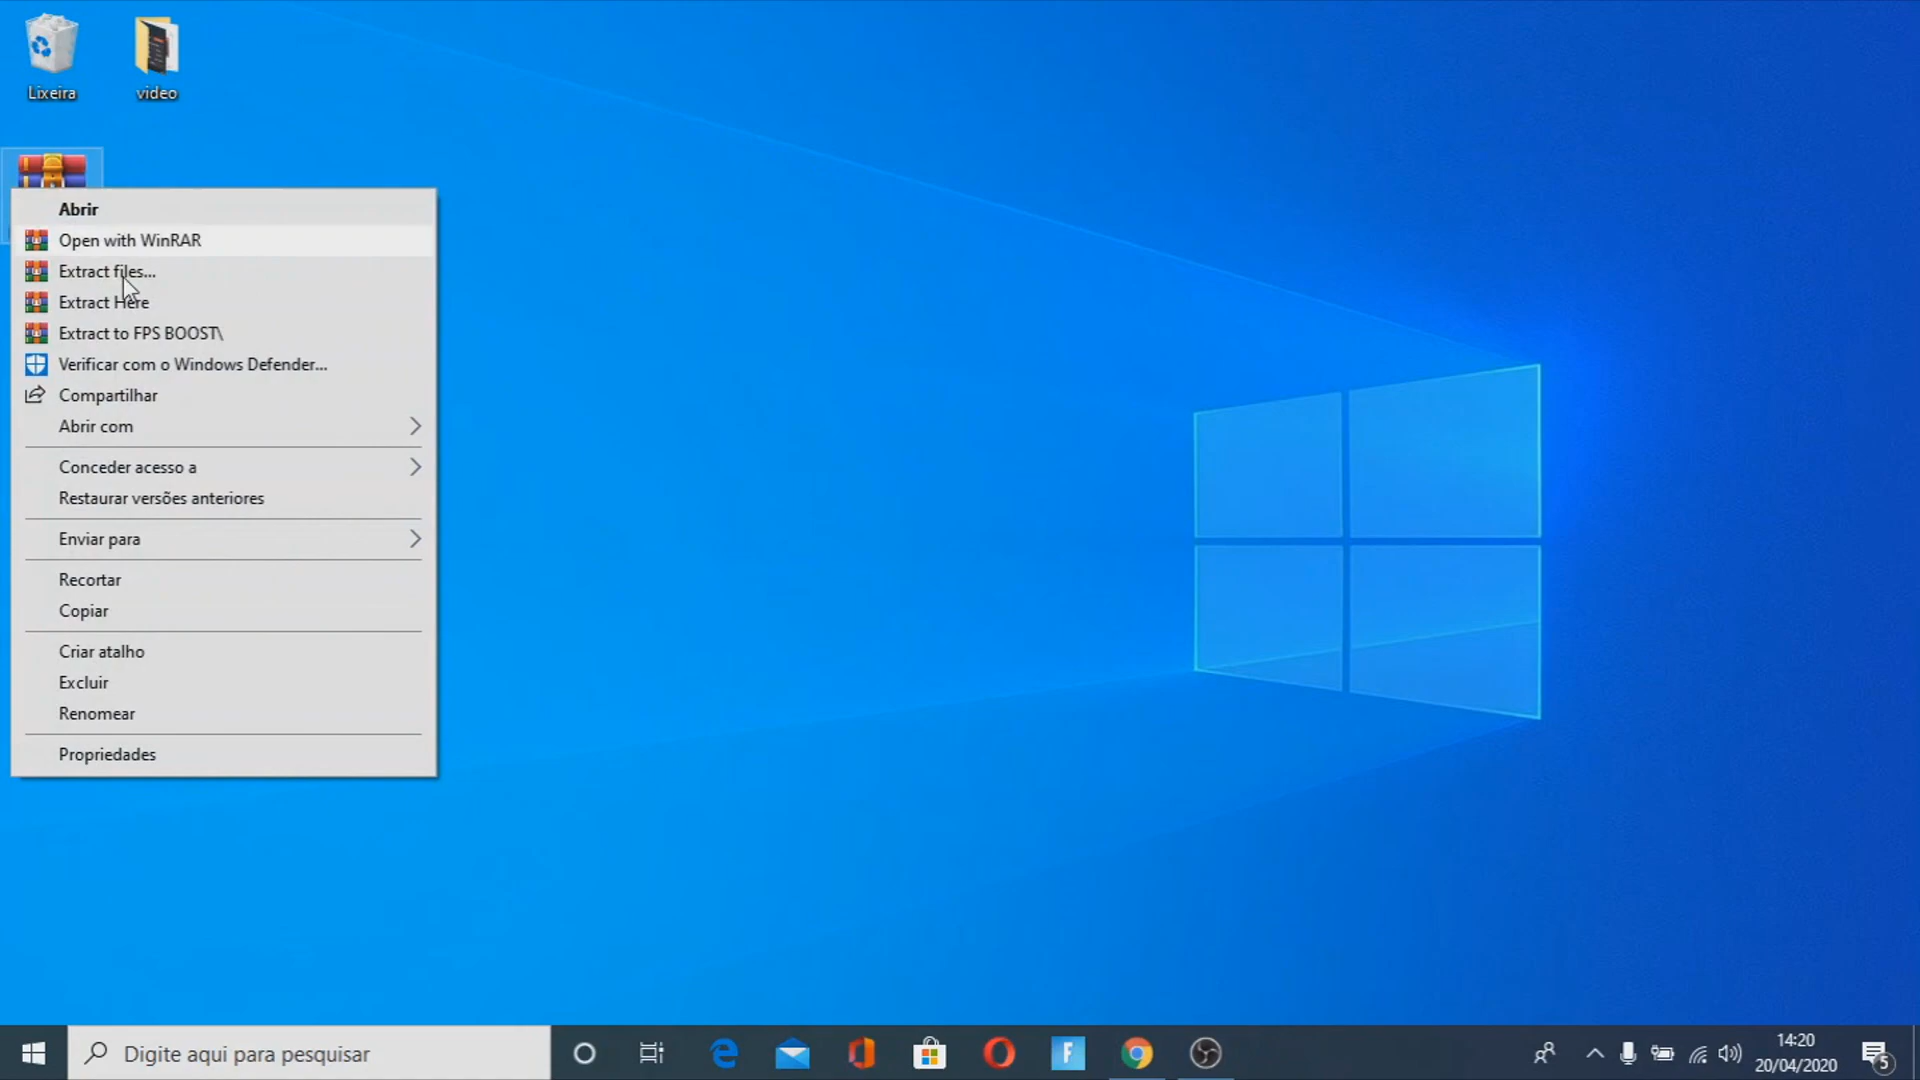 Lixeira
video
Abrir
Open with WinRAR
Extract files...
Extract Here
Extract to FPS BOOST\
Verificar com o Windows Defender...
Compartilhar
Abrir com
Conceder acesso a
Restaurar versões anteriores
Enviar para
Recortar
Copiar
Criar atalho
Excluir
Renomear
Propriedades
Digite aqui para pesquisar
F
14:20
20/04/2020
5